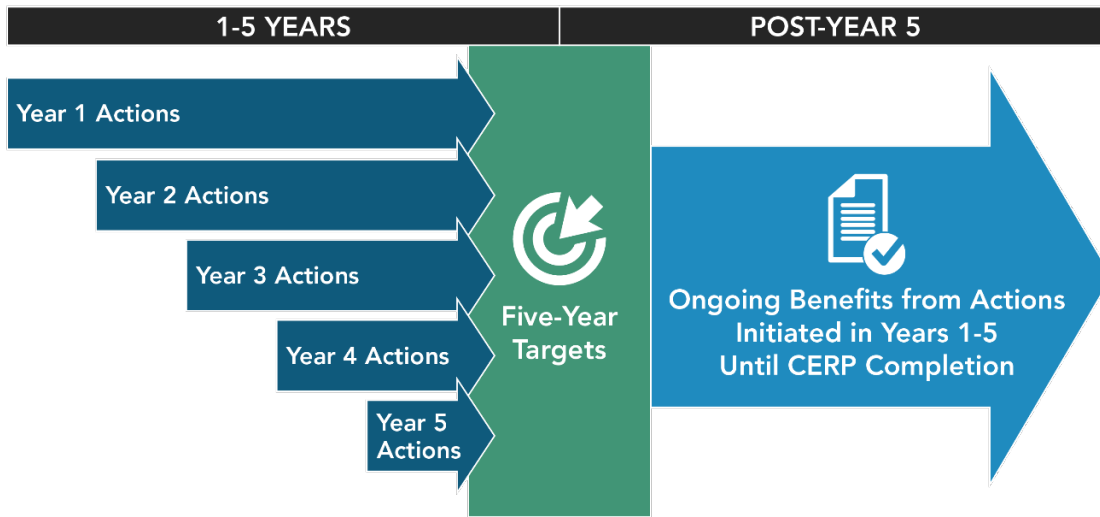 1-5 YEARS
POST-YEAR 5
Year 1 Actions
Year 2 Actions
Year 3 Actions
Year 4 Actions
Year 5
Actions
Five-Year
Targets
Ongoing Benefits from Actions
Initiated in Years 1-5
Until CERP Completion